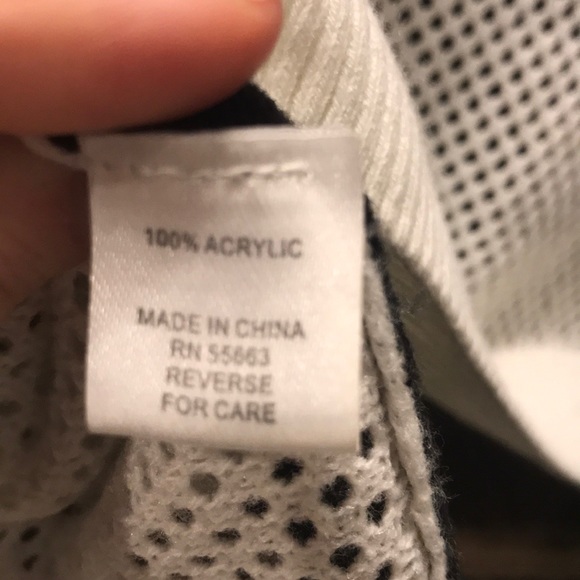 100% ACRYLIC
MADE IN CHINA
RN 55663
REVERSE
FOR CARE